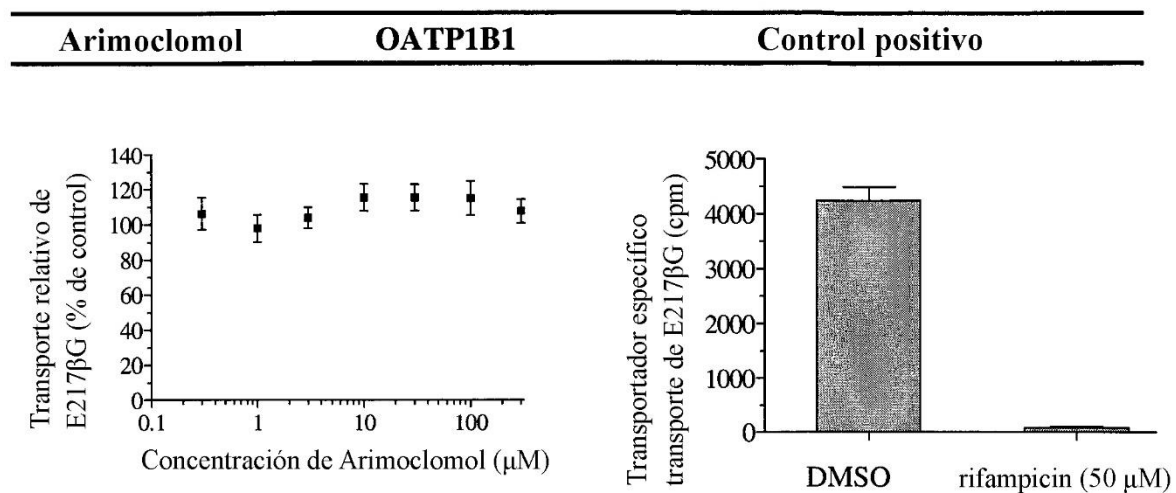 Arimoclomol OATP1B1 Control positivo
Transporte relativo de
E217βG (% de control)
140
120
100
80
60
40
20
0
0.1 1 10 100
Concentración de Arimoclomol (μM)
Transportador específico
transporte de E217βG (cpm)
5000
4000
3000
2000
1000
0
DMSO rifampicin (50 μM)